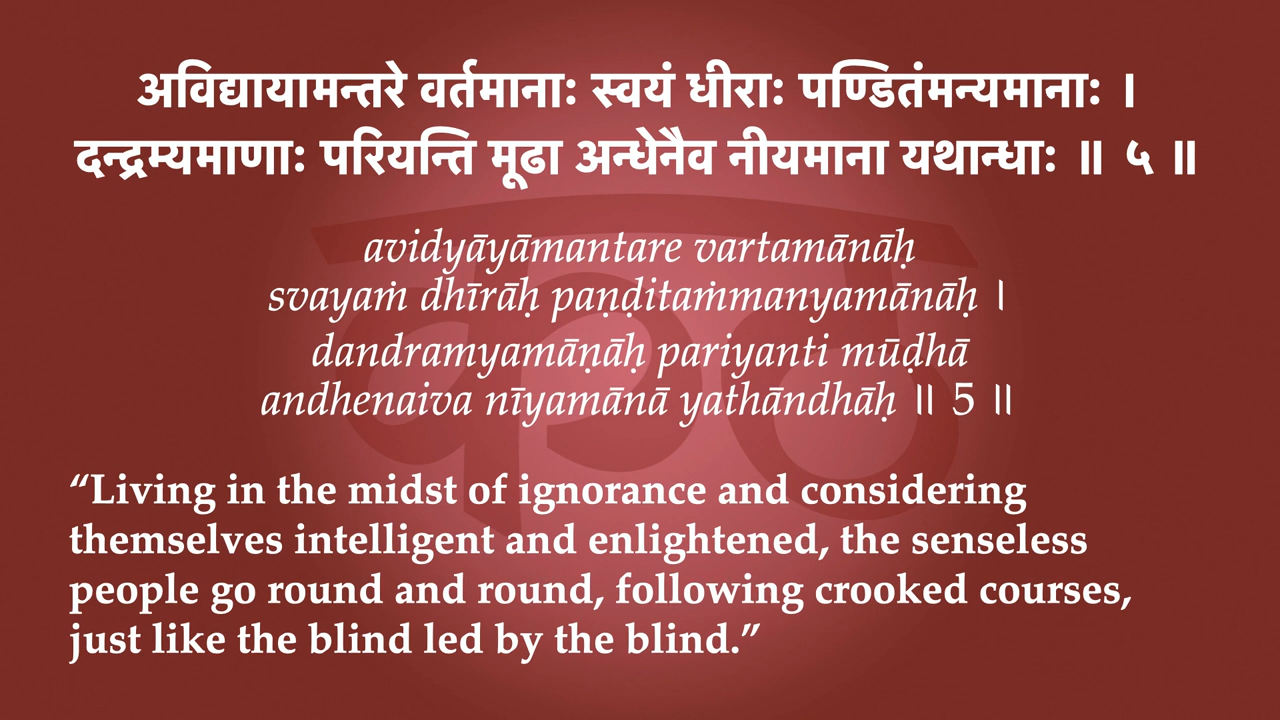 अविद्यायामन्तरे वर्तमानाः स्वयं धीराः पण्डितंमन्यमानाः ।
दन्द्रम्यमाणाः परियन्ति मूढा अन्धेनैव नीयमाना यथान्धाः ॥ ५ ॥
avidyāyāmantare vartamānāḥ
svayaṁ dhīrāḥ paṇḍitaṁmanyamānāḥ ।
dandramyamāṇāḥ pariyanti mūḍhā
andhenaiva nīyamānā yathāndhāḥ ॥ 5 ॥
“Living in the midst of ignorance and considering
themselves intelligent and enlightened, the senseless
people go round and round, following crooked courses,
just like the blind led by the blind.”